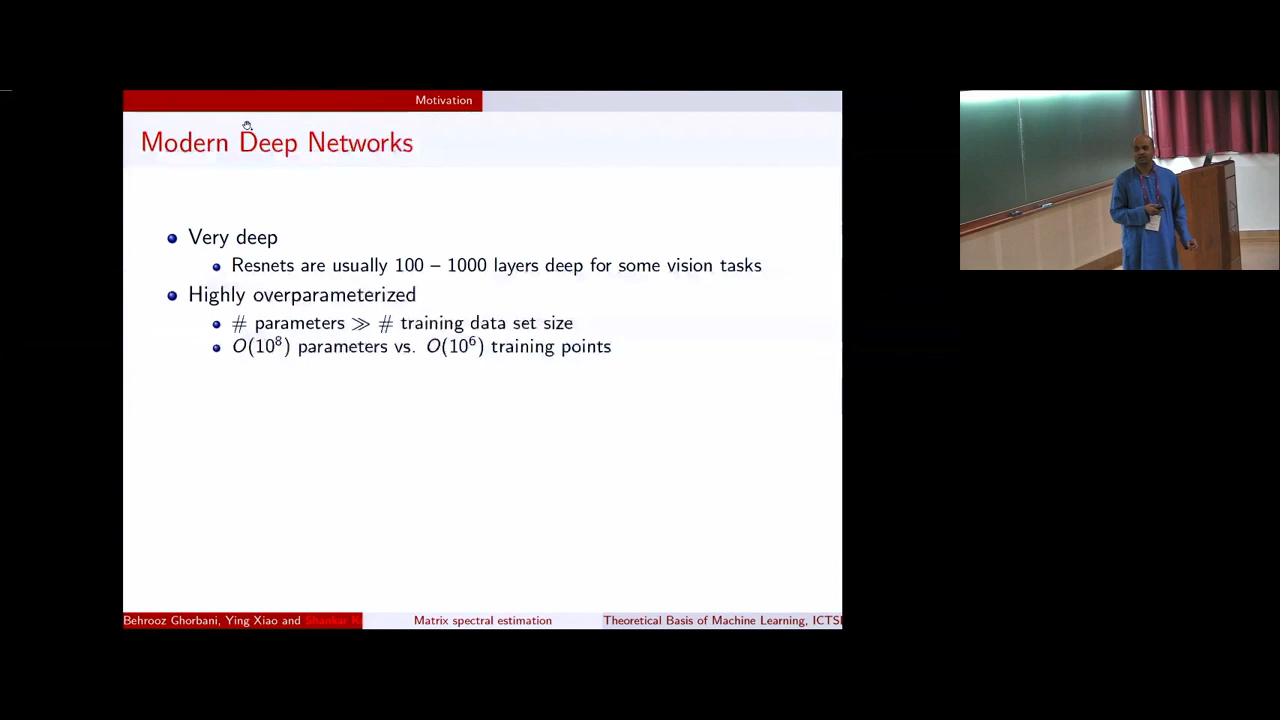 Motivation
Modern Deep Networks
Very deep
Resnets are usually 100 – 1000 layers deep for some vision tasks
Highly overparameterized
# parameters ≫ # training data set size
O(10⁸) parameters vs. O(10⁶) training points
Behrooz Ghorbani, Ying Xiao and Shankar
Matrix spectral estimation
Theoretical Basis of Machine Learning,